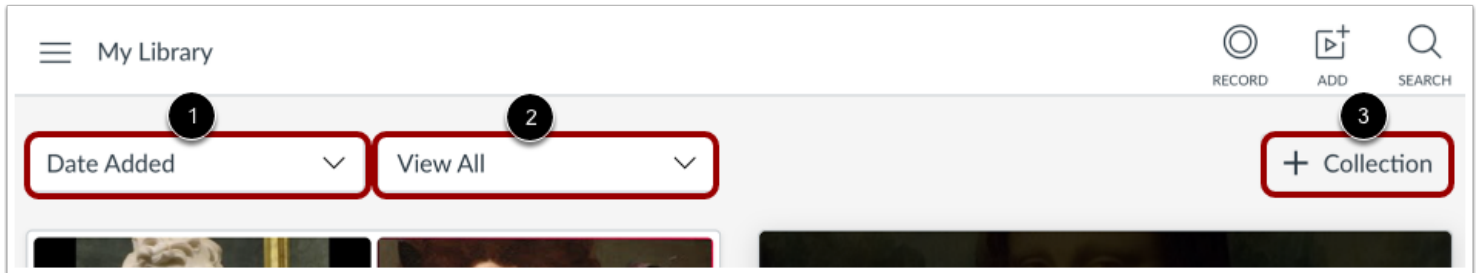 My Library
RECORD
ADD
SEARCH
1
2
3
Date Added
View All
+ Collection